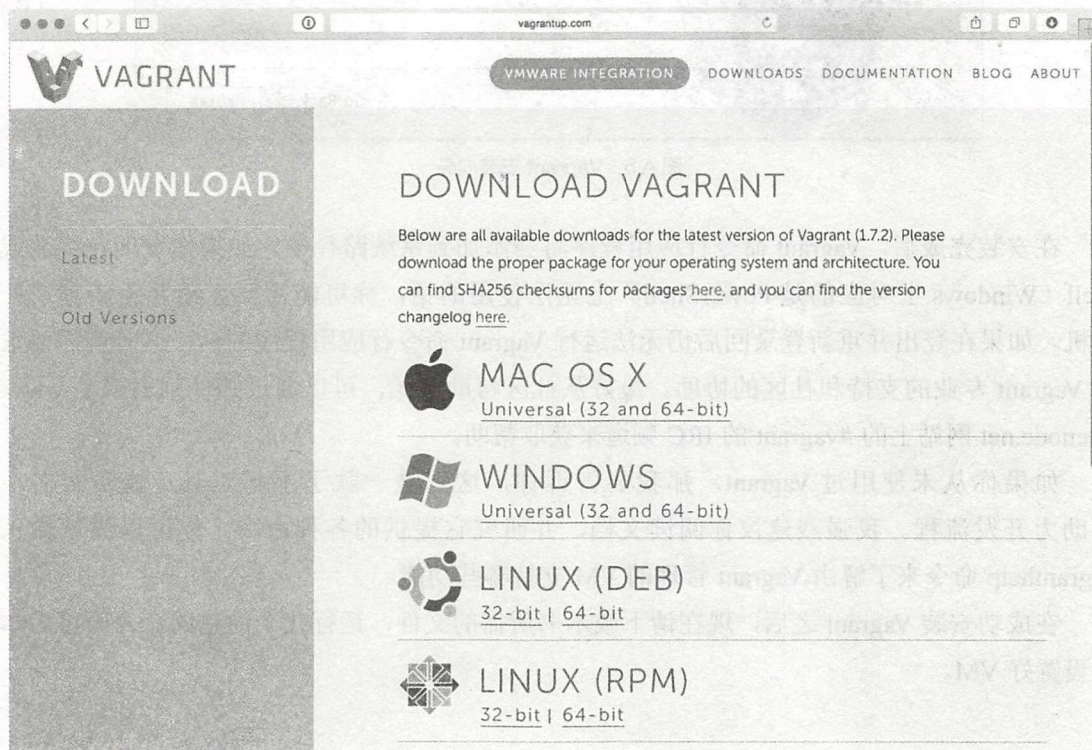 vagrantup.com
VAGRANT
VMWARE INTEGRATION DOWNLOADS DOCUMENTATION BLOG ABOUT
DOWNLOAD
Latest
Old Versions
DOWNLOAD VAGRANT
Below are all available downloads for the latest version of Vagrant (1.7.2). Please
download the proper package for your operating system and architecture. You
can find SHA256 checksums for packages here, and you can find the version
changelog here.
MAC OS X
Universal (32 and 64-bit)
WINDOWS
Universal (32 and 64-bit)
LINUX (DEB)
32-bit | 64-bit
LINUX (RPM)
32-bit | 64-bit